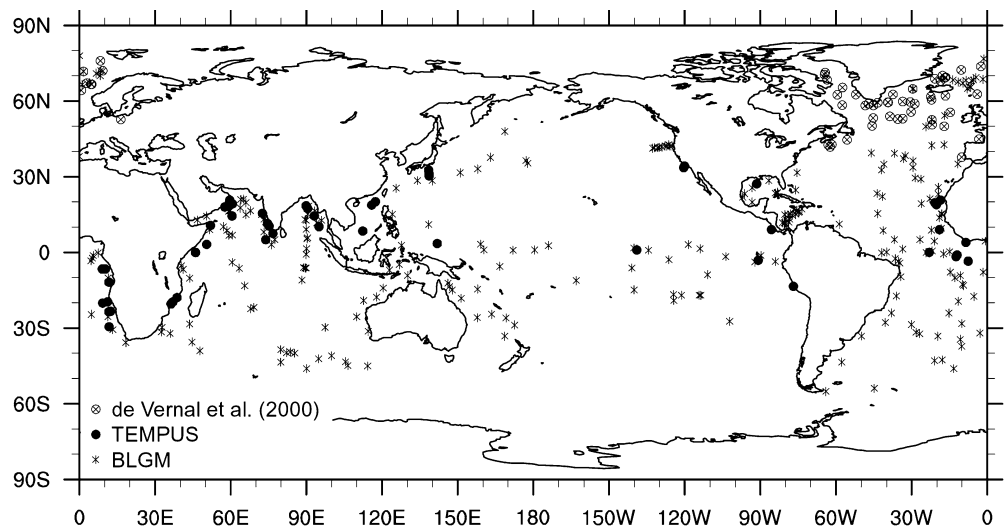 90N
60N
30N
0
30S
60S
90S
⊗ de Vernal et al. (2000)
● TEMPUS
✳ BLGM
0 30E 60E 90E 120E 150E 180 150W 120W 90W 60W 30W 0